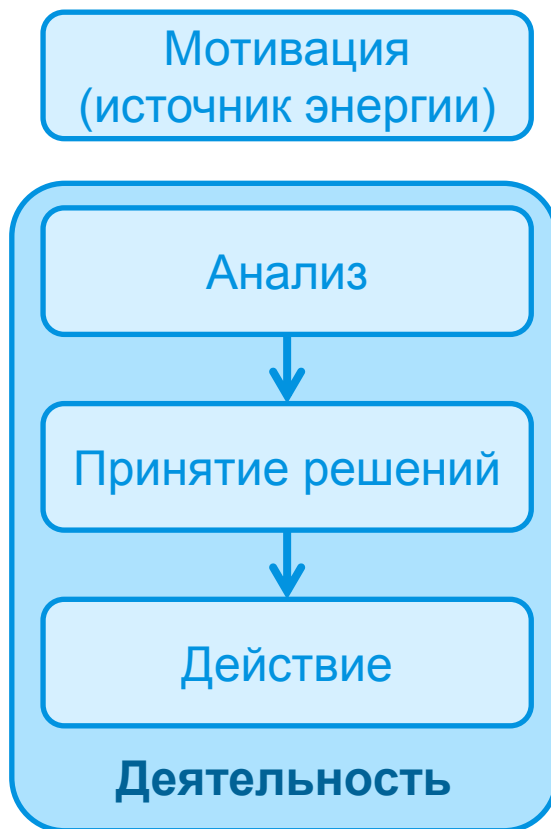 Мотивация
(источник энергии)
Анализ
Принятие решений
Действие
Деятельность